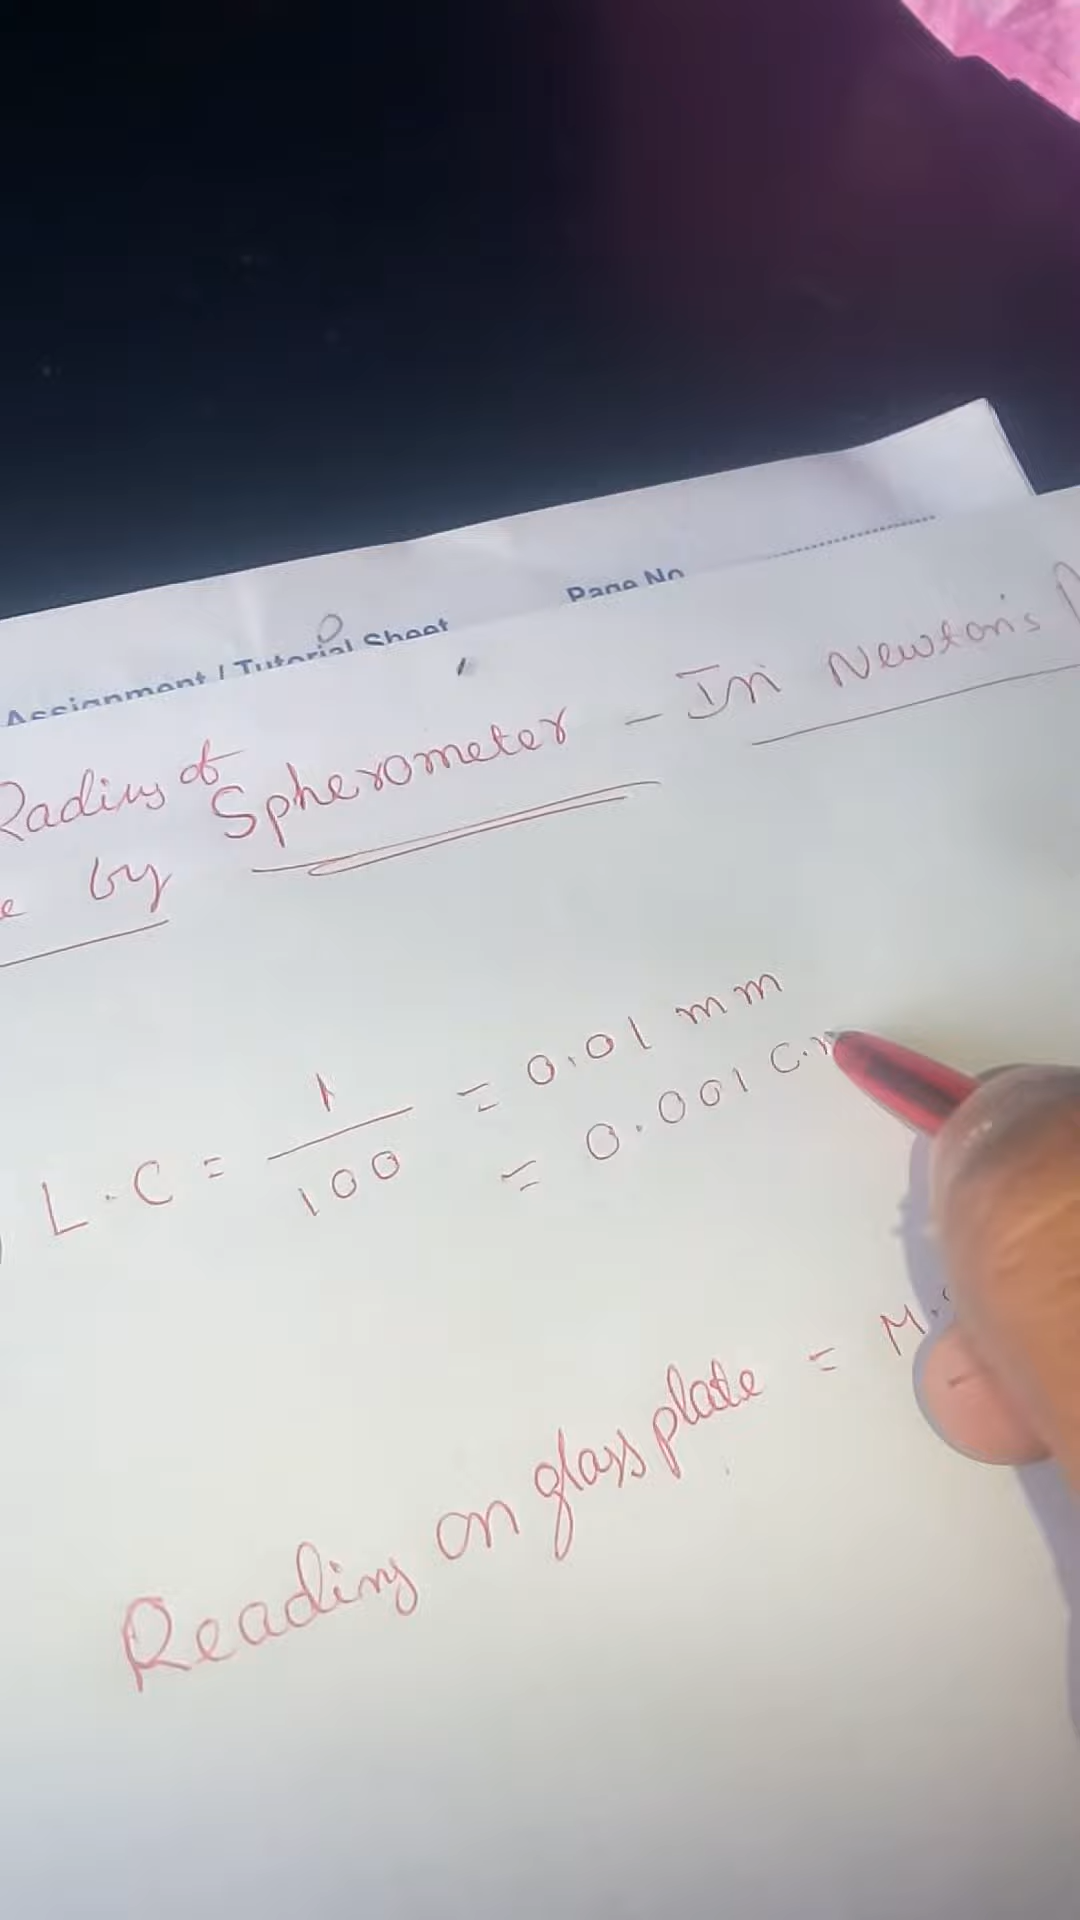 Assignment / Tutorial Sheet Page No
Radius of Spherometer - In Newton's
by
L.C = 1/100 = 0.01 mm
= 0.001 c.m
Reading on glass plate = M.